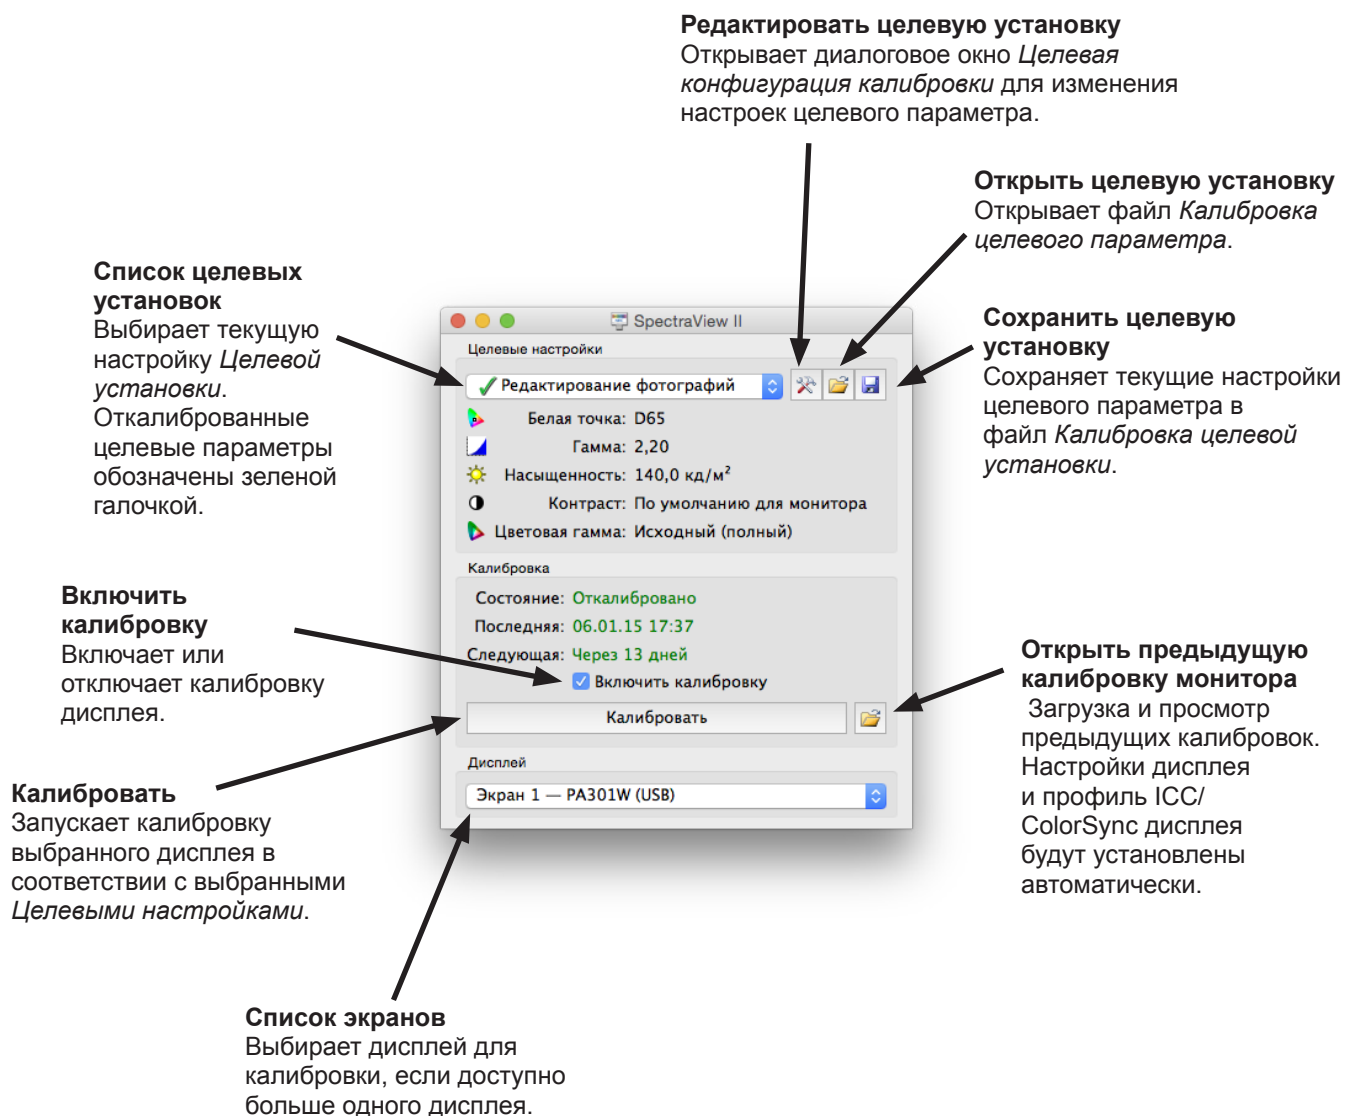 Редактировать целевую установку
Открывает диалоговое окно Целевая
конфигурация калибровки для изменения
настроек целевого параметра.
Открыть целевую установку
Открывает файл Калибровка
целевого параметра.
Список целевых
установок
Выбирает текущую
настройку Целевой
установки.
Откалиброванные
целевые параметры
обозначены зеленой
галочкой.
Сохранить целевую
установку
Сохраняет текущие настройки
целевого параметра в
файл Калибровка целевой
установки.
SpectraView II
Целевые настройки
Редактирование фотографий
Белая точка: D65
Гамма: 2,20
Насыщенность: 140,0 кд/м²
Контраст: По умолчанию для монитора
Цветовая гамма: Исходный (полный)
Калибровка
Состояние: Откалибровано
Последняя: 06.01.15 17:37
Следующая: Через 13 дней
Включить калибровку
Калибровать
Дисплей
Экран 1 — PA301W (USB)
Включить
калибровку
Включает или
отключает калибровку
дисплея.
Открыть предыдущую
калибровку монитора
Загрузка и просмотр
предыдущих калибровок.
Настройки дисплея
и профиль ICC/
ColorSync дисплея
будут установлены
автоматически.
Калибровать
Запускает калибровку
выбранного дисплея в
соответствии с выбранными
Целевыми настройками.
Список экранов
Выбирает дисплей для
калибровки, если доступно
больше одного дисплея.